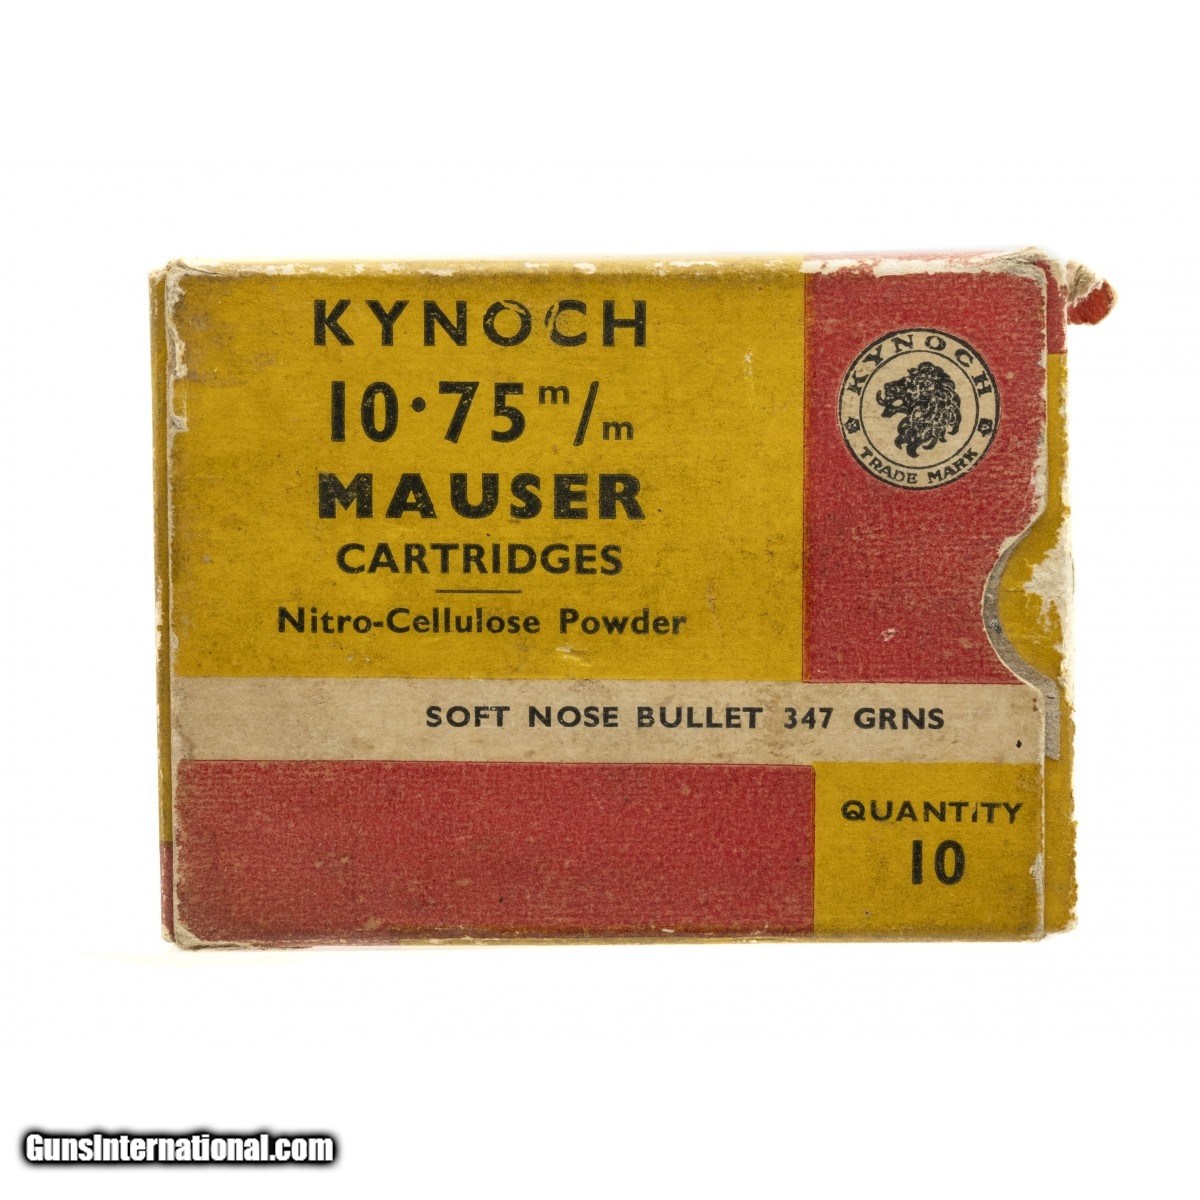 KYNOCH
10·75 m/m
MAUSER
CARTRIDGES
Nitro-Cellulose Powder
KYNOCH
TRADE MARK
SOFT NOSE BULLET 347 GRNS
QUANTITY
10
GunsInternational.com